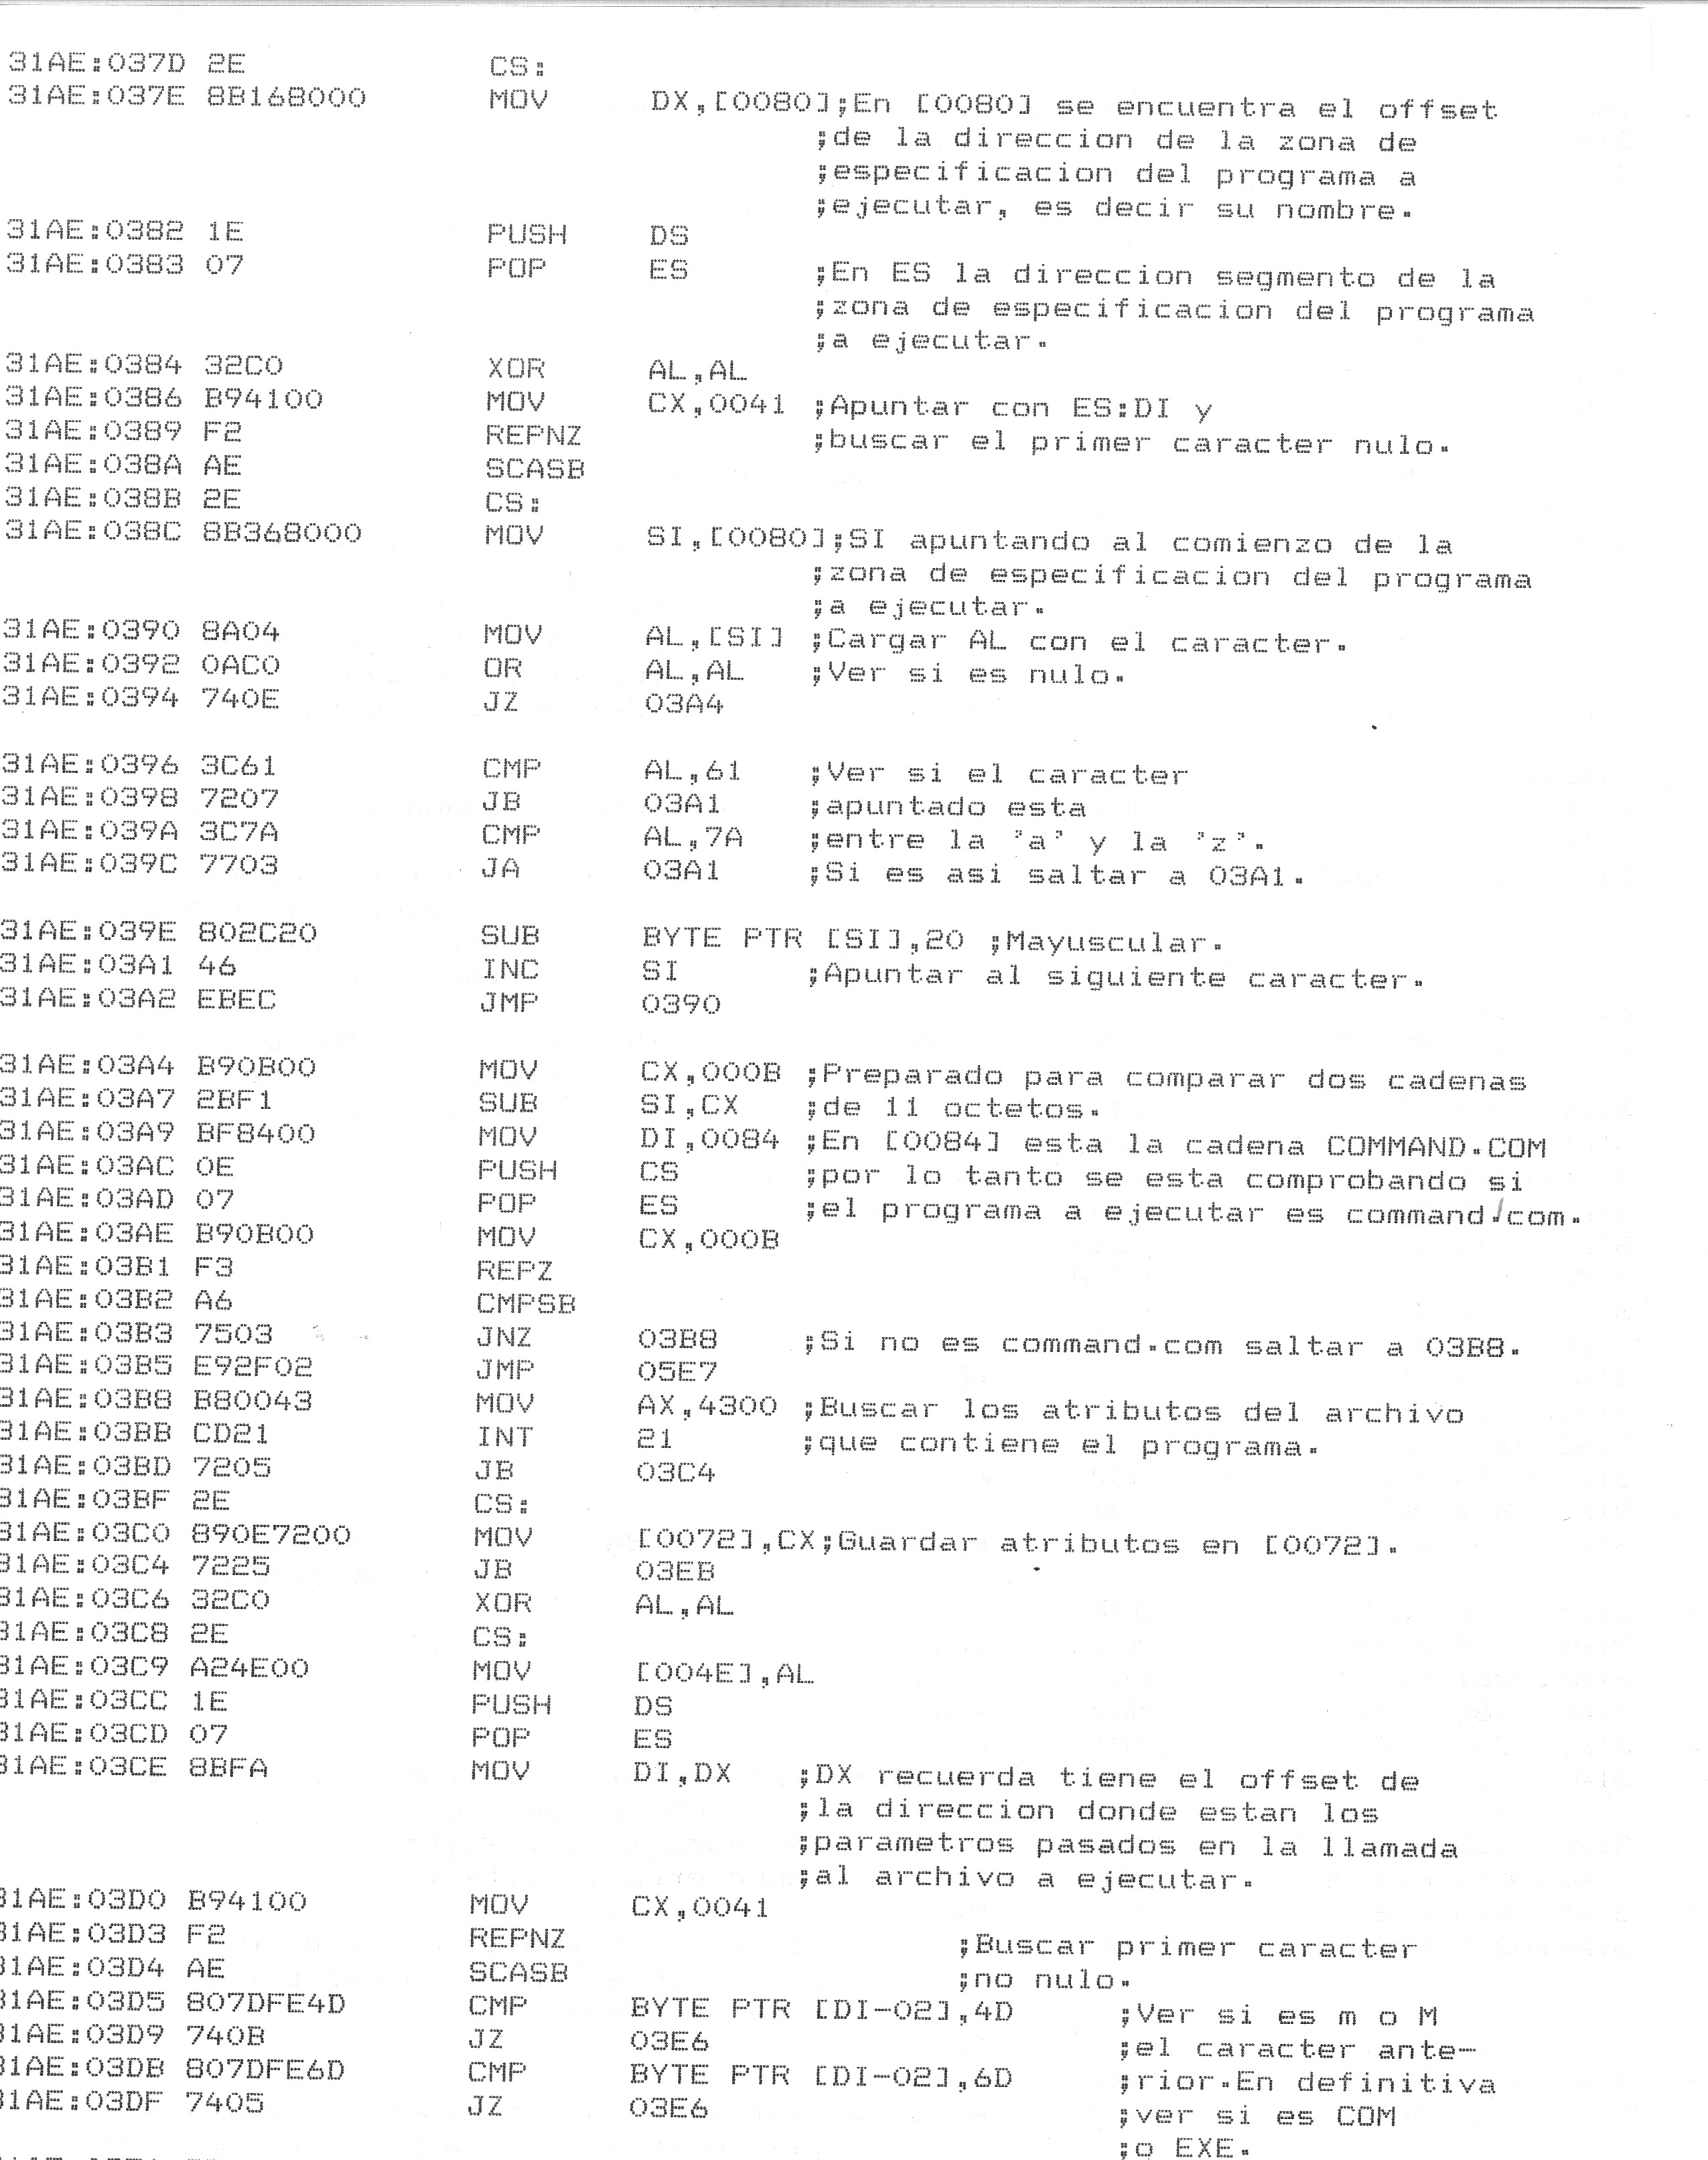 31AE:037D 2E CS:
31AE:037E 8B168000 MOV DX,[0080];En [0080] se encuentra el offset
;de la direccion de la zona de
;especificacion del programa a
;ejecutar, es decir su nombre.
31AE:0382 1E PUSH DS
31AE:0383 07 POP ES ;En ES la direccion segmento de la
;zona de especificacion del programa
;a ejecutar.
31AE:0384 32C0 XOR AL,AL
31AE:0386 B94100 MOV CX,0041 ;Apuntar con ES:DI y
31AE:0389 F2 REPNZ ;buscar el primer caracter nulo.
31AE:038A AE SCASB
31AE:038B 2E CS:
31AE:038C 8B368000 MOV SI,[0080];SI apuntando al comienzo de la
;zona de especificacion del programa
;a ejecutar.
31AE:0390 8A04 MOV AL,[SI] ;Cargar AL con el caracter.
31AE:0392 0AC0 OR AL,AL ;Ver si es nulo.
31AE:0394 740E JZ 03A4
31AE:0396 3C61 CMP AL,61 ;Ver si el caracter
31AE:0398 7207 JB 03A1 ;apuntado esta
31AE:039A 3C7A CMP AL,7A ;entre la 'a' y la 'z'.
31AE:039C 7703 JA 03A1 ;Si es asi saltar a 03A1.
31AE:039E 802C20 SUB BYTE PTR [SI],20 ;Mayuscular.
31AE:03A1 46 INC SI ;Apuntar al siguiente caracter.
31AE:03A2 EBEC JMP 0390
31AE:03A4 B90B00 MOV CX,000B ;Preparado para comparar dos cadenas
31AE:03A7 2BF1 SUB SI,CX ;de 11 octetos.
31AE:03A9 BF8400 MOV DI,0084 ;En [0084] esta la cadena COMMAND.COM
31AE:03AC 0E PUSH CS ;por lo tanto se esta comprobando si
31AE:03AD 07 POP ES ;el programa a ejecutar es command.com.
31AE:03AE B90B00 MOV CX,000B
31AE:03B1 F3 REPZ
31AE:03B2 A6 CMPSB
31AE:03B3 7503 JNZ 03B8 ;Si no es command.com saltar a 03B8.
31AE:03B5 E92F02 JMP 05E7
31AE:03B8 B80043 MOV AX,4300 ;Buscar los atributos del archivo
31AE:03BB CD21 INT 21 ;que contiene el programa.
31AE:03BD 7205 JB 03C4
31AE:03BF 2E CS:
31AE:03C0 890E7200 MOV [0072],CX;Guardar atributos en [0072].
31AE:03C4 7225 JB 03EB
31AE:03C6 32C0 XOR AL,AL
31AE:03C8 2E CS:
31AE:03C9 A24E00 MOV [004E],AL
31AE:03CC 1E PUSH DS
31AE:03CD 07 POP ES
31AE:03CE 8BFA MOV DI,DX ;DX recuerda tiene el offset de
;la direccion donde estan los
;parametros pasados en la llamada
;al archivo a ejecutar.
31AE:03D0 B94100 MOV CX,0041
31AE:03D3 F2 REPNZ ;Buscar primer caracter
31AE:03D4 AE SCASB ;no nulo.
31AE:03D5 807DFE4D CMP BYTE PTR [DI-02],4D ;Ver si es m o M
31AE:03D9 740B JZ 03E6 ;el caracter ante-
31AE:03DB 807DFE6D CMP BYTE PTR [DI-02],6D ;rior.En definitiva
31AE:03DF 7405 JZ 03E6 ;ver si es COM
;o EXE.